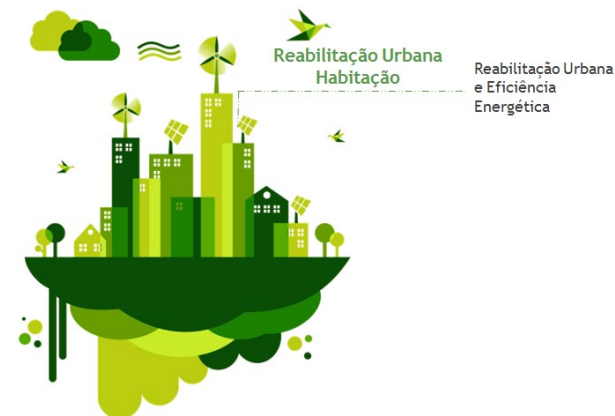 Reabilitação Urbana
Habitação
Reabilitação Urbana
e Eficiência
Energética